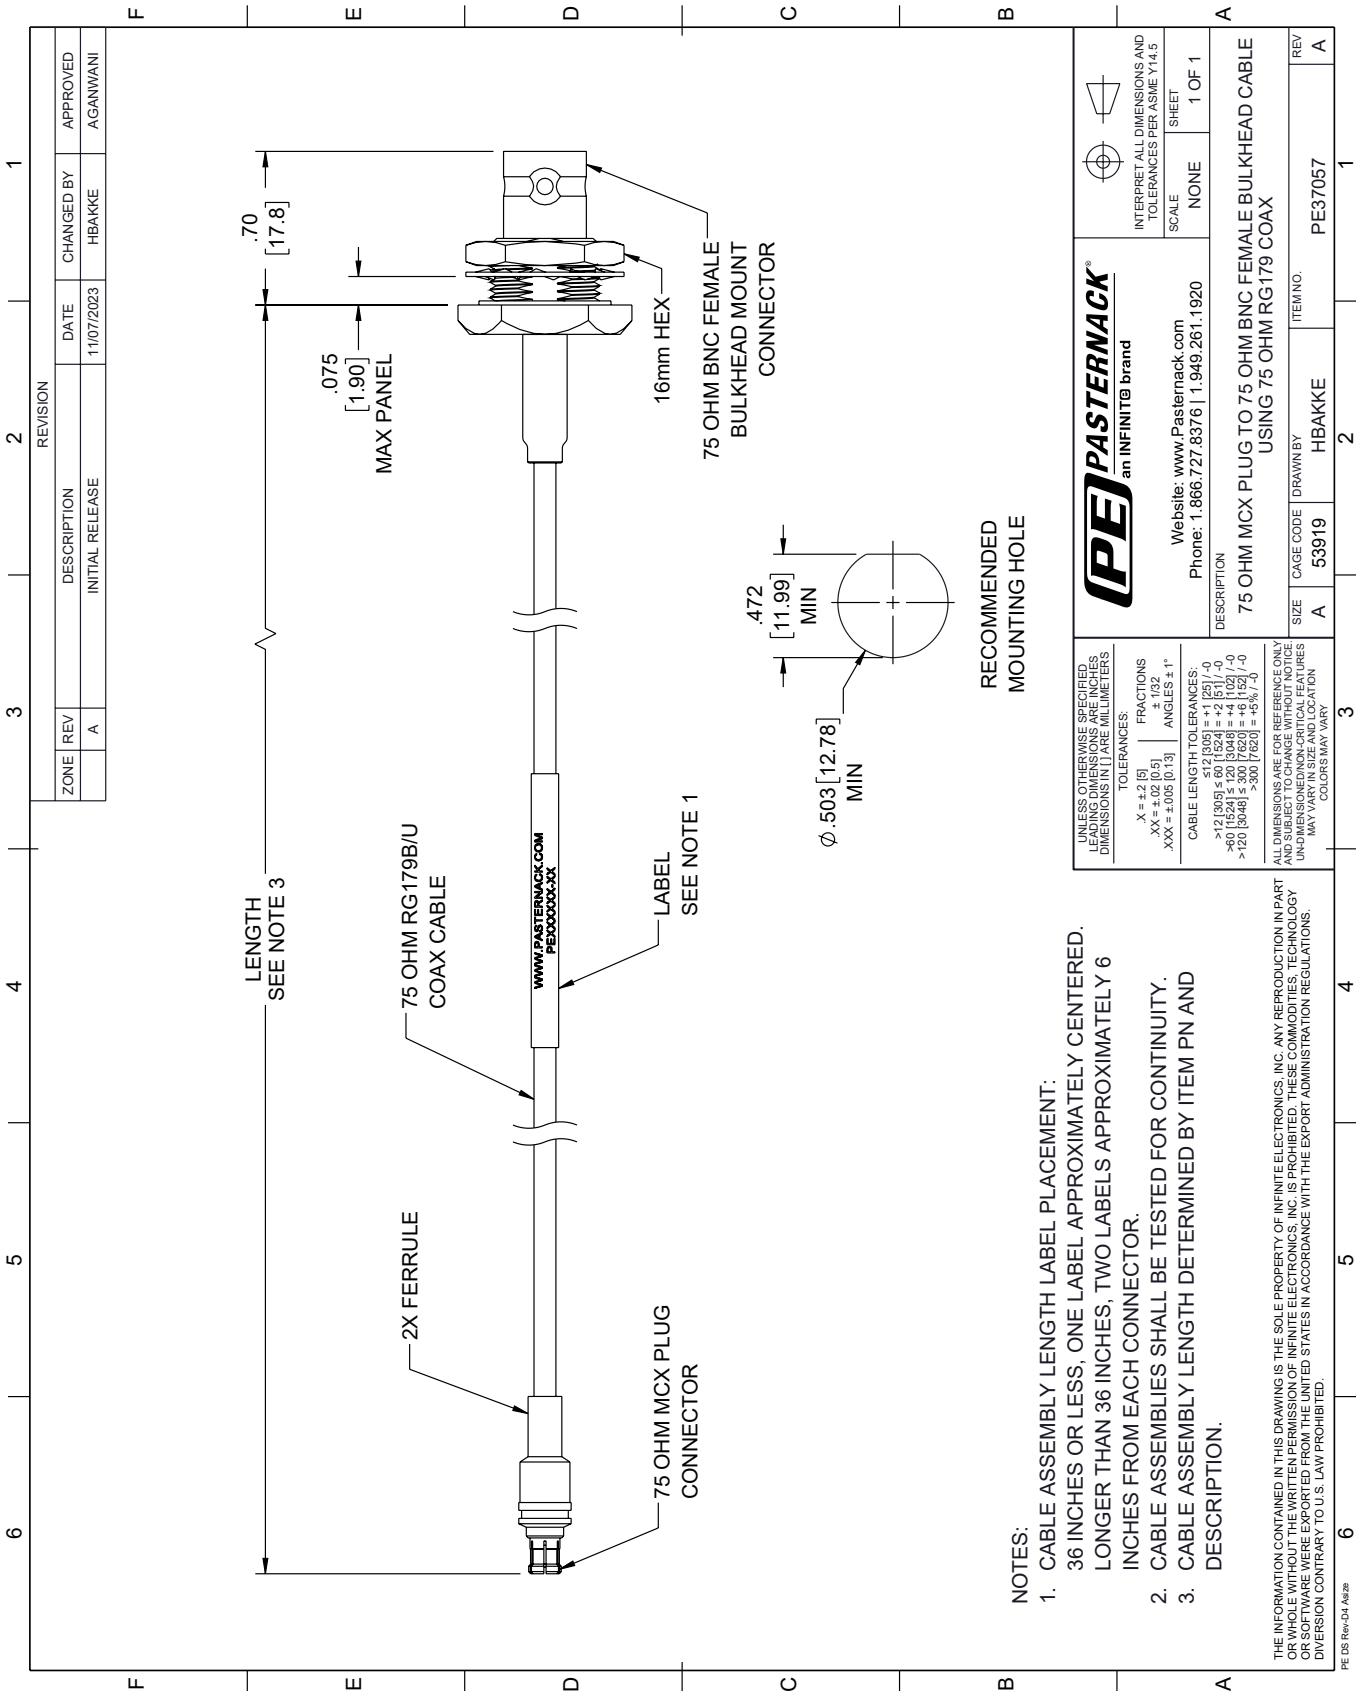 6
5
4
3
2
1
F
E
D
C
B
A
REVISION
ZONE
REV
DESCRIPTION
DATE
CHANGED BY
APPROVED
A
INITIAL RELEASE
11/07/2023
HBAKKE
AGANWANI
LENGTH
SEE NOTE 3
.70
[17.8]
.075
[1.90]
MAX PANEL
2X FERRULE
75 OHM RG179B/U
COAX CABLE
WWW.PASTERNACK.COM
PEXXXXXX-XX
75 OHM MCX PLUG
CONNECTOR
LABEL
SEE NOTE 1
16mm HEX
75 OHM BNC FEMALE
BULKHEAD MOUNT
CONNECTOR
.472
[11.99]
MIN
Ø.503 [12.78]
MIN
RECOMMENDED
MOUNTING HOLE
NOTES:
1. CABLE ASSEMBLY LENGTH LABEL PLACEMENT:
36 INCHES OR LESS, ONE LABEL APPROXIMATELY CENTERED.
LONGER THAN 36 INCHES, TWO LABELS APPROXIMATELY 6
INCHES FROM EACH CONNECTOR.
2. CABLE ASSEMBLIES SHALL BE TESTED FOR CONTINUITY.
3. CABLE ASSEMBLY LENGTH DETERMINED BY ITEM PN AND
DESCRIPTION.
THE INFORMATION CONTAINED IN THIS DRAWING IS THE SOLE PROPERTY OF INFINITE ELECTRONICS, INC. ANY REPRODUCTION IN PART
OR WHOLE WITHOUT THE WRITTEN PERMISSION OF INFINITE ELECTRONICS, INC. IS PROHIBITED. THESE COMMODITIES, TECHNOLOGY
OR SOFTWARE WERE EXPORTED FROM THE UNITED STATES IN ACCORDANCE WITH THE EXPORT ADMINISTRATION REGULATIONS.
DIVERSION CONTRARY TO U.S. LAW PROHIBITED.
UNLESS OTHERWISE SPECIFIED
LEADING DIMENSIONS ARE INCHES
DIMENSIONS IN [ ] ARE MILLIMETERS
TOLERANCES:
.X = ±.2 [5]
.XX = ±.02 [0.5]
.XXX = ±.005 [0.13]
FRACTIONS
± 1/32
ANGLES ± 1°
CABLE LENGTH TOLERANCES:
≤12 [305] = +1 [25] / -0
>12 [305] ≤ 60 [1524] = +2 [51] / -0
>60 [1524] ≤ 120 [3048] = +4 [102] / -0
>120 [3048] ≤ 300 [7620] = +6 [152] / -0
>300 [7620] = +5% / -0
ALL DIMENSIONS ARE FOR REFERENCE ONLY
AND SUBJECT TO CHANGE WITHOUT NOTICE.
UN-DIMENSIONED/NON-CRITICAL FEATURES
MAY VARY IN SIZE AND LOCATION
COLORS MAY VARY
PE PASTERNACK®
an INFINIT@ brand
Website: www.Pasternack.com
Phone: 1.866.727.8376 | 1.949.261.1920
INTERPRET ALL DIMENSIONS AND
TOLERANCES PER ASME Y14.5
SCALE
NONE
SHEET
1 OF 1
DESCRIPTION
75 OHM MCX PLUG TO 75 OHM BNC FEMALE BULKHEAD CABLE
USING 75 OHM RG179 COAX
SIZE
A
CAGE CODE
53919
DRAWN BY
HBAKKE
ITEM NO.
PE37057
REV
A
F
E
D
C
B
A
6
5
4
3
2
1
PE DS Rev-D4 Asize